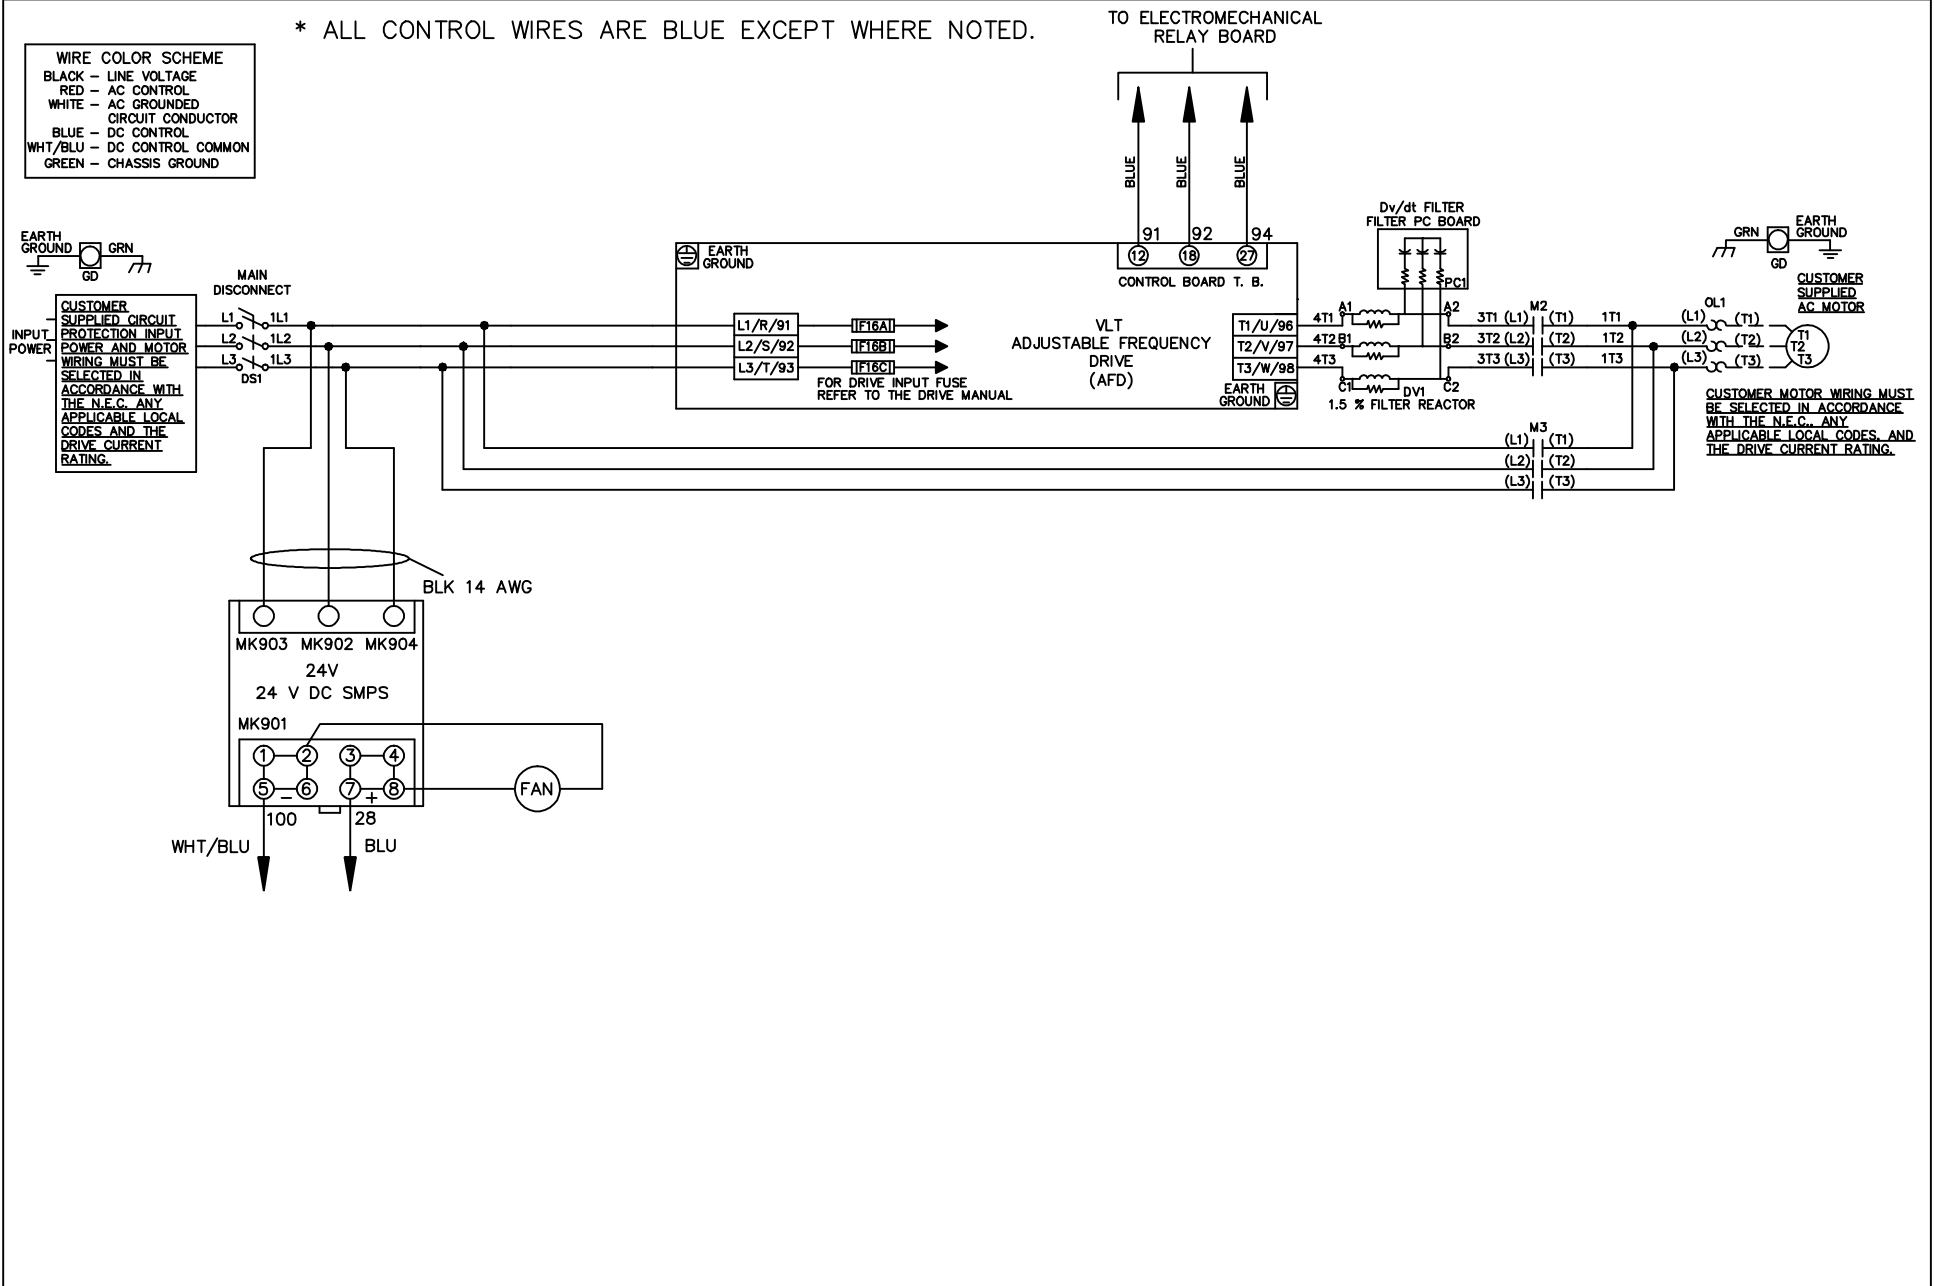 * ALL CONTROL WIRES ARE BLUE EXCEPT WHERE NOTED.
TO ELECTROMECHANICAL
RELAY BOARD
WIRE COLOR SCHEME
BLACK – LINE VOLTAGE
RED – AC CONTROL
WHITE – AC GROUNDED
CIRCUIT CONDUCTOR
BLUE – DC CONTROL
WHT/BLU – DC CONTROL COMMON
GREEN – CHASSIS GROUND
BLUE
BLUE
BLUE
91
92
94
12
18
27
CONTROL BOARD T. B.
EARTH
GROUND
GRN
GD
MAIN
DISCONNECT
INPUT
POWER
CUSTOMER
SUPPLIED CIRCUIT
PROTECTION INPUT
POWER AND MOTOR
WIRING MUST BE
SELECTED IN
ACCORDANCE WITH
THE N.E.C. ANY
APPLICABLE LOCAL
CODES AND THE
DRIVE CURRENT
RATING.
L1
1L1
L2
1L2
L3
1L3
DS1
EARTH
GROUND
L1/R/91
L2/S/92
L3/T/93
F16A
F16B
F16C
FOR DRIVE INPUT FUSE
REFER TO THE DRIVE MANUAL
VLT
ADJUSTABLE FREQUENCY
DRIVE
(AFD)
T1/U/96
T2/V/97
T3/W/98
EARTH
GROUND
Dv/dt FILTER
FILTER PC BOARD
PC1
4T1
A1
A2
4T2
B1
B2
4T3
C1
C2
DV1
1.5 % FILTER REACTOR
M2
3T1 (L1) (T1) 1T1
3T2 (L2) (T2) 1T2
3T3 (L3) (T3) 1T3
M3
(L1) (T1)
(L2) (T2)
(L3) (T3)
OL1
(L1) (T1)
(L2) (T2)
(L3) (T3)
T1
T2
T3
GRN
GD
EARTH
GROUND
CUSTOMER
SUPPLIED
AC MOTOR
CUSTOMER MOTOR WIRING MUST
BE SELECTED IN ACCORDANCE
WITH THE N.E.C., ANY
APPLICABLE LOCAL CODES, AND
THE DRIVE CURRENT RATING.
BLK 14 AWG
MK903 MK902 MK904
24V
24 V DC SMPS
MK901
1 2 3 4
5 – 6 7 + 8
FAN
100
28
WHT/BLU
BLU